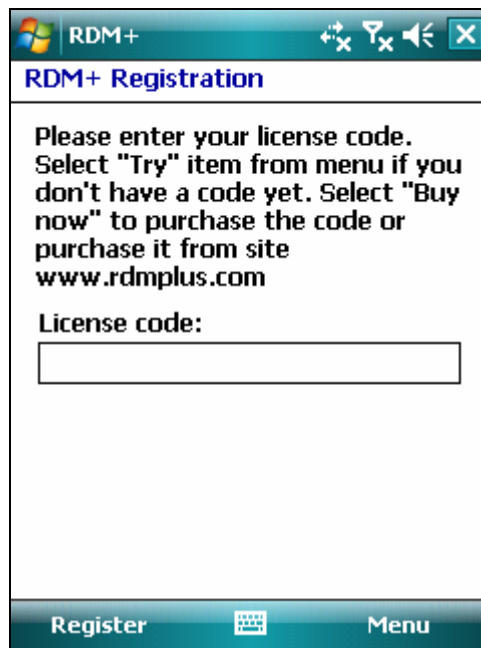 RDM+
RDM+ Registration
Please enter your license code.
Select "Try" item from menu if you
don't have a code yet. Select "Buy
now" to purchase the code or
purchase it from site
www.rdmplus.com
License code:
Register
Menu